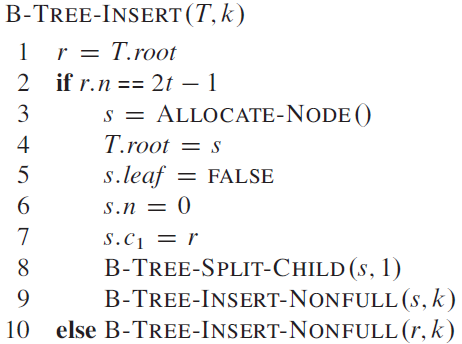 B-TREE-INSERT(T, k)
1 r = T.root
2 if r.n == 2t − 1
3 s = ALLOCATE-NODE()
4 T.root = s
5 s.leaf = FALSE
6 s.n = 0
7 s.c₁ = r
8 B-TREE-SPLIT-CHILD(s, 1)
9 B-TREE-INSERT-NONFULL(s, k)
10 else B-TREE-INSERT-NONFULL(r, k)